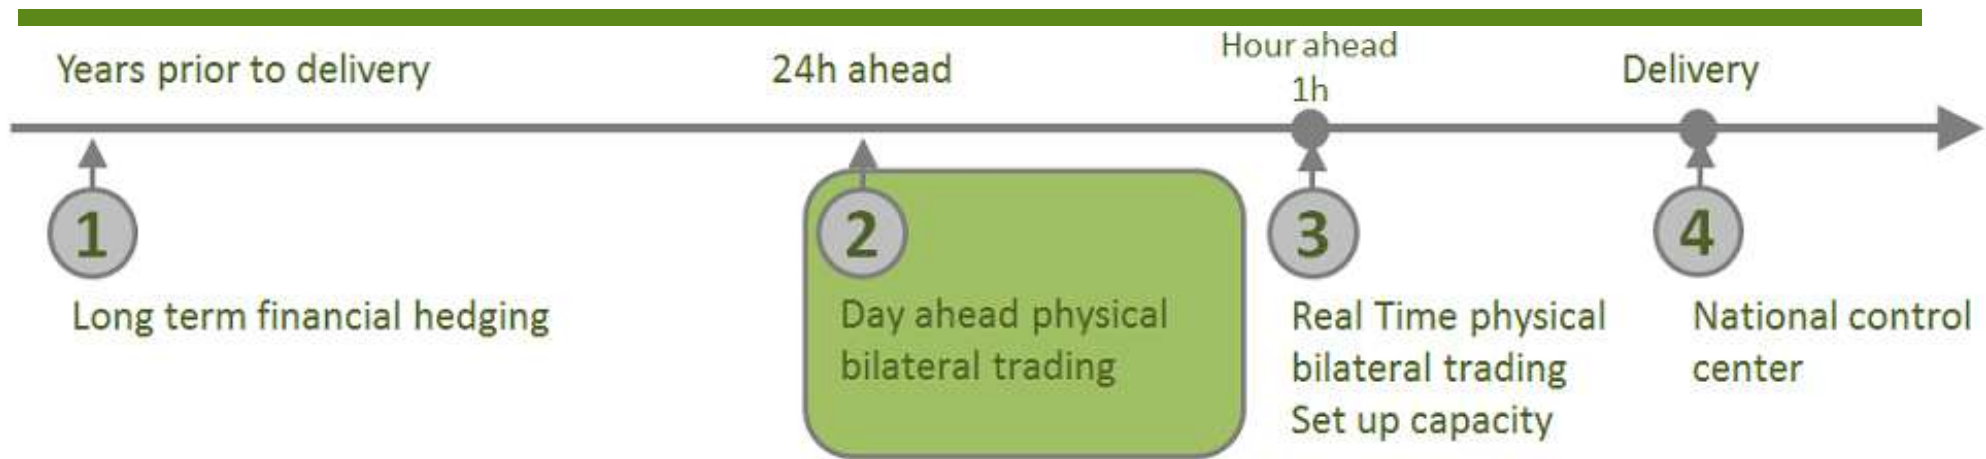 Years prior to delivery
24h ahead
Hour ahead
1h
Delivery
1
2
3
4
Long term financial hedging
Day ahead physical
bilateral trading
Real Time physical
bilateral trading
Set up capacity
National control
center